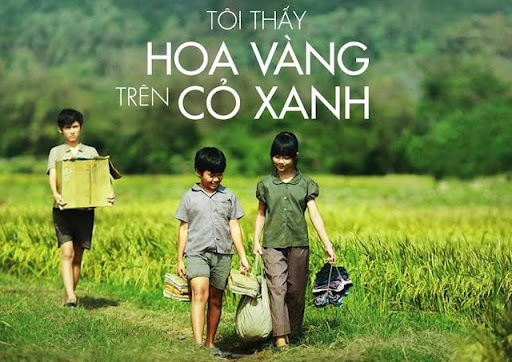 TÔI THẤY
HOA VÀNG
TRÊN CỎ XANH